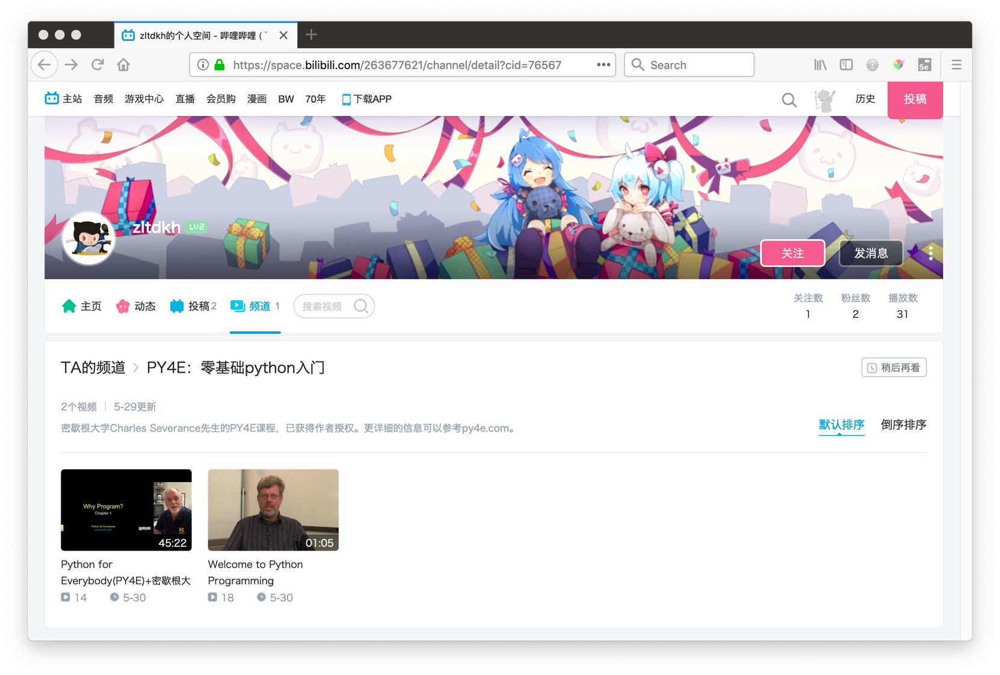 zltdkh的个人空间 - 哔哩哔哩 ( ゜
https://space.bilibili.com/263677621/channel/detail?cid=76567
Search
Se
主站 音频 游戏中心 直播 会员购 漫画 BW 70年 下载APP
历史 投稿
zltdkh LV2
关注 发消息
主页 动态 投稿 2 频道 1 搜索视频
关注数 粉丝数 播放数
1 2 31
TA的频道 > PY4E：零基础python入门
稍后再看
2个视频 | 5-29更新
密歇根大学Charles Severance先生的PY4E课程，已获得作者授权。更详细的信息可以参考py4e.com。
默认排序 倒序排序
Why Program?
Chapter 1
Python for Everybody
www.py4e.com
M
45:22
01:05
Python for
Everybody(PY4E)+密歇根大
14 5-30
Welcome to Python
Programming
18 5-30